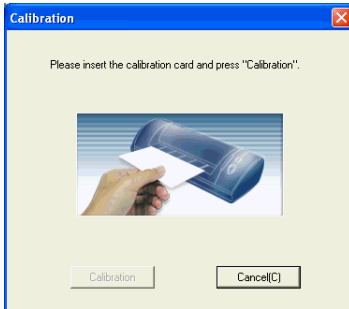 Calibration
Please insert the calibration card and press "Calibration".
Calibration
Cancel(C)